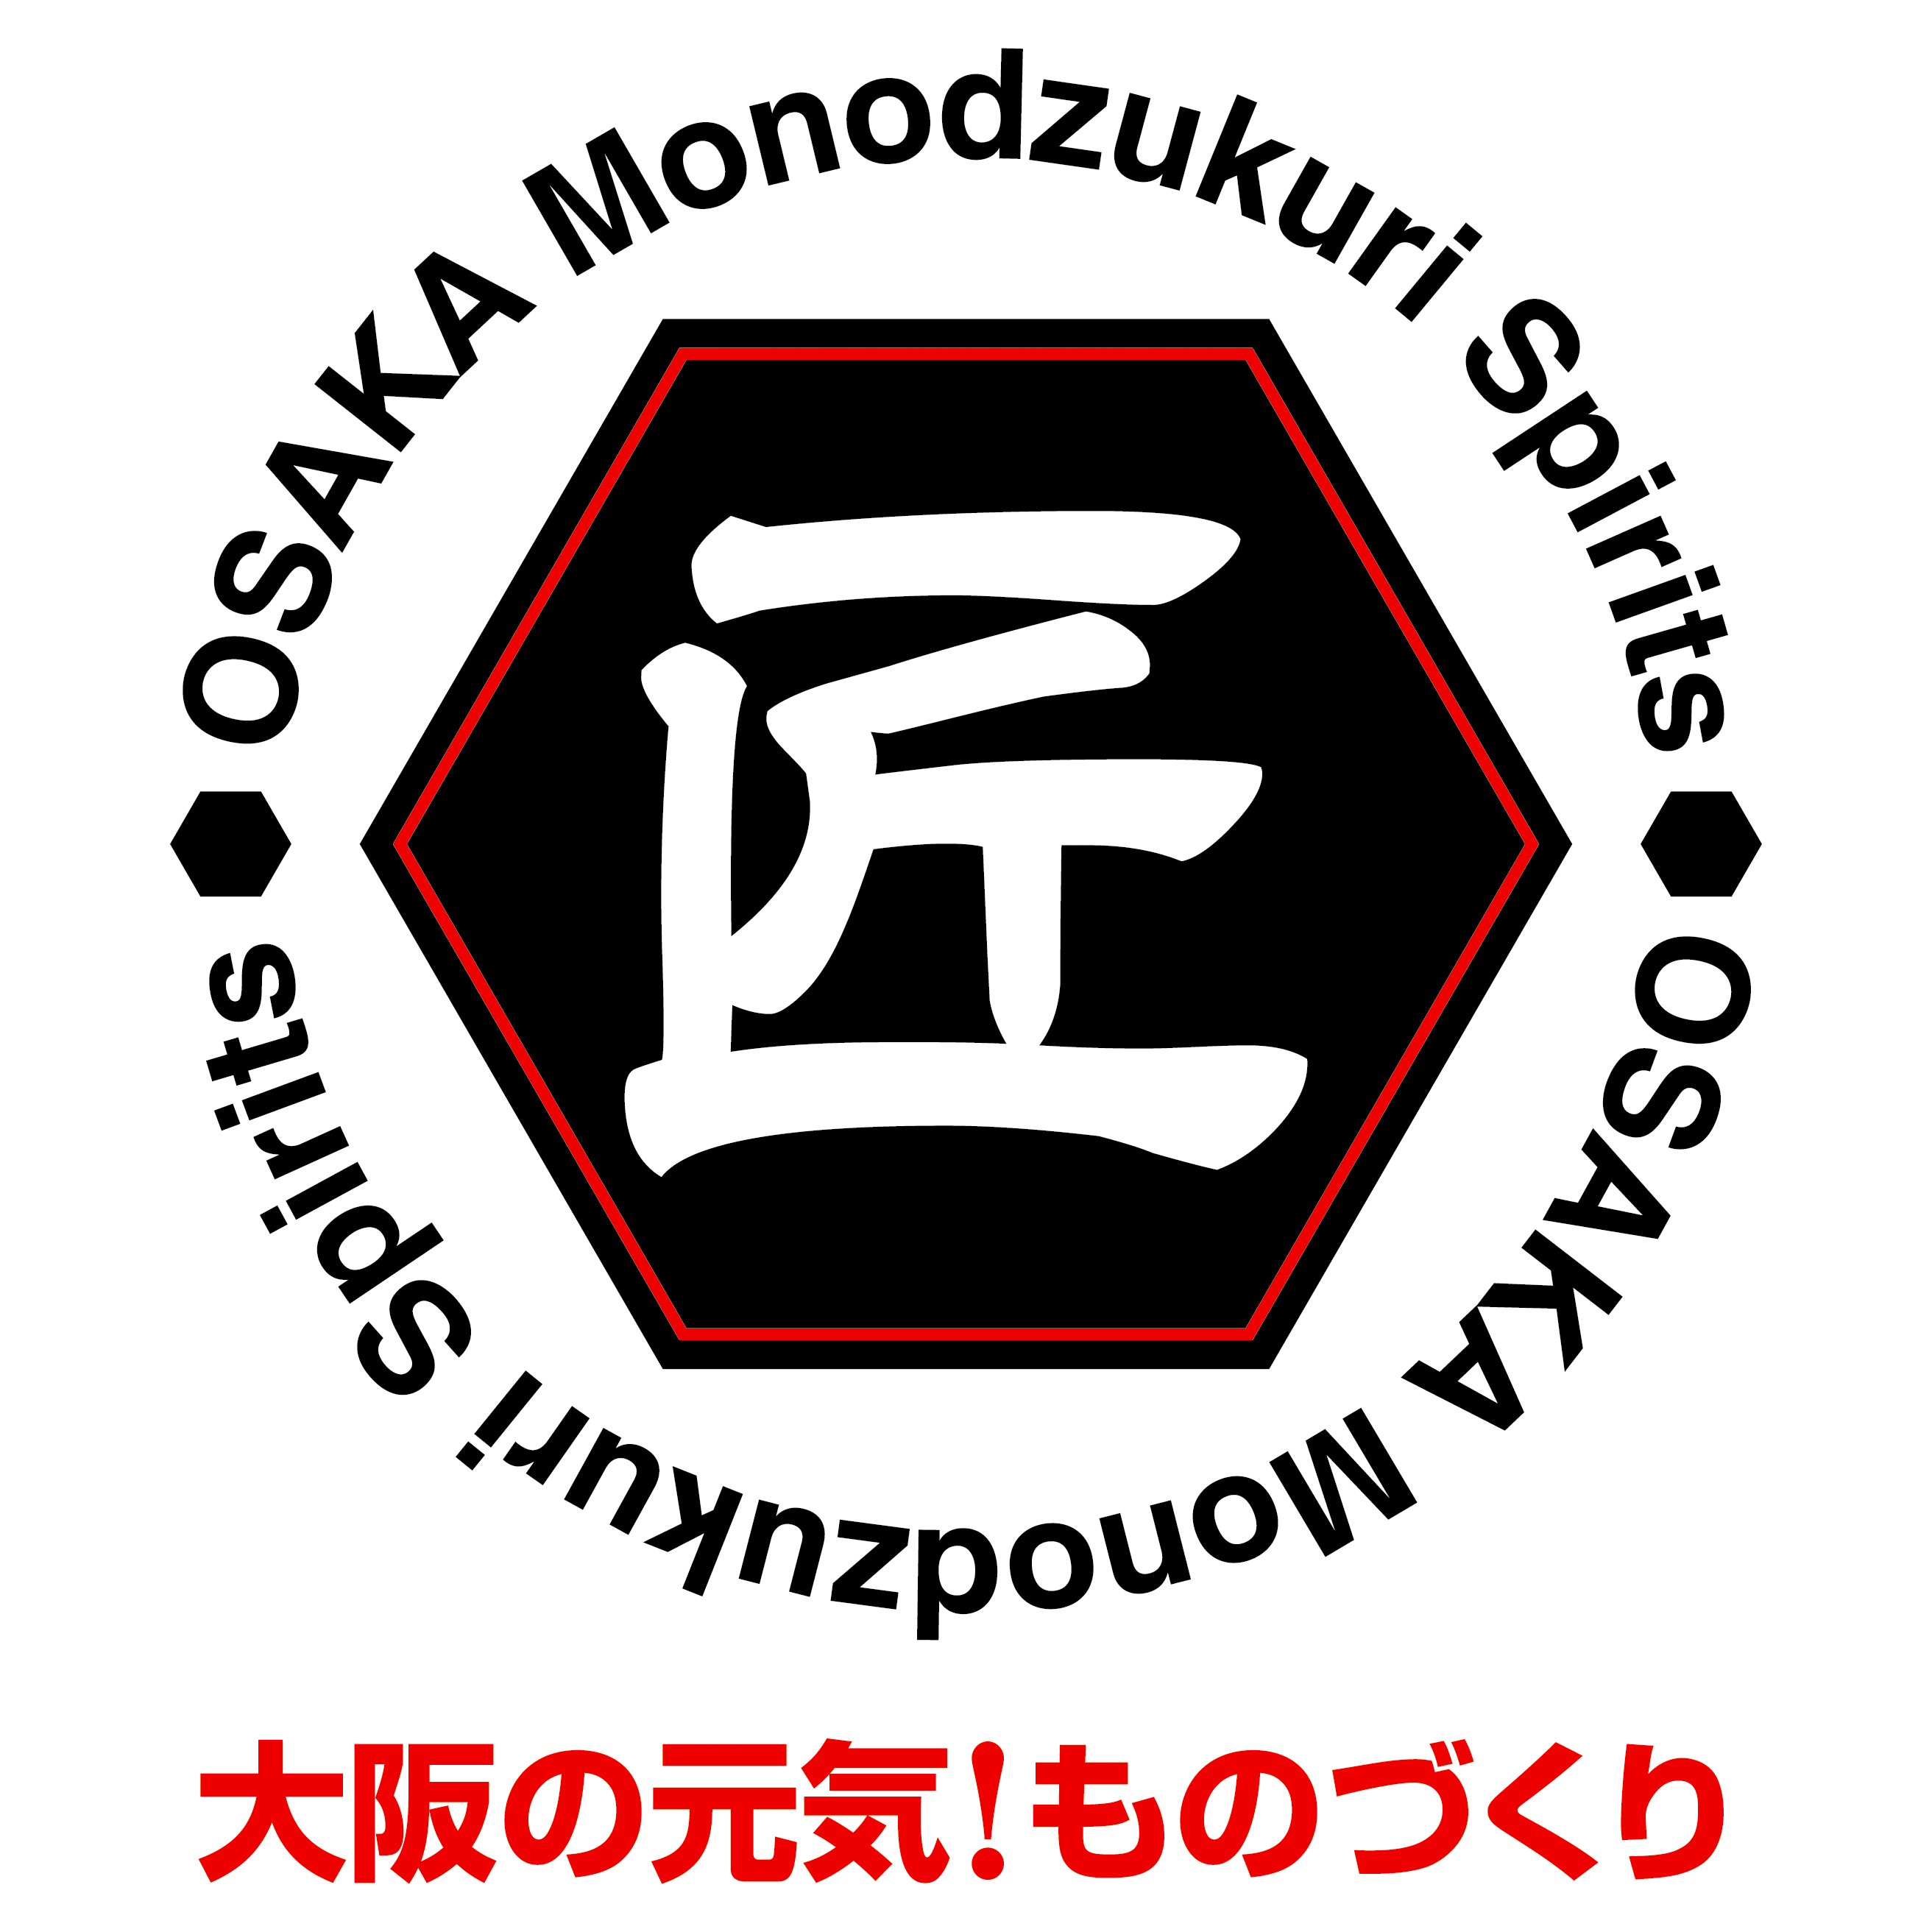 OSAKA Monodzukuri Spirits
匠
OSAKA Monodzukuri Spirits
大阪の元気!ものづくり